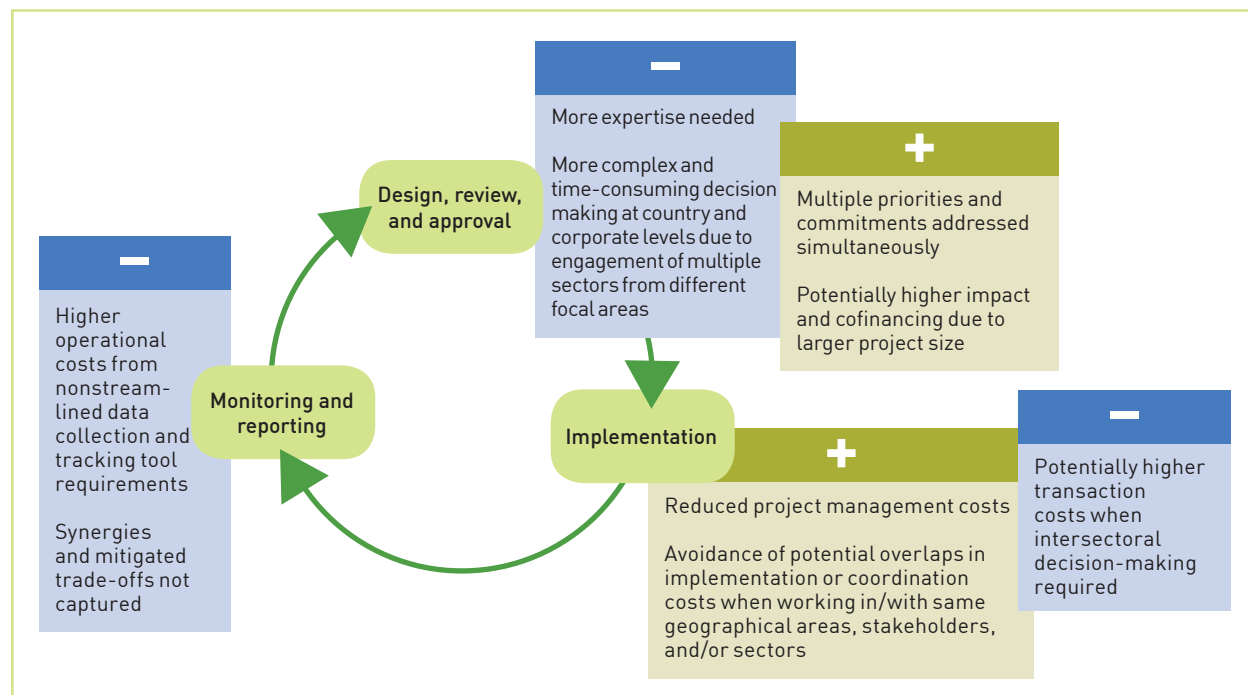 Design, review,
and approval
−
More expertise needed
More complex and
time-consuming decision
making at country and
corporate levels due to
engagement of multiple
sectors from different
focal areas
+
Multiple priorities and
commitments addressed
simultaneously
Potentially higher impact
and cofinancing due to
larger project size
Implementation
+
Reduced project management costs
Avoidance of potential overlaps in
implementation or coordination
costs when working in/with same
geographical areas, stakeholders,
and/or sectors
−
Potentially higher
transaction
costs when
intersectoral
decision-making
required
Monitoring and
reporting
−
Higher
operational
costs from
nonstream-
lined data
collection and
tracking tool
requirements
Synergies
and mitigated
trade-offs not
captured